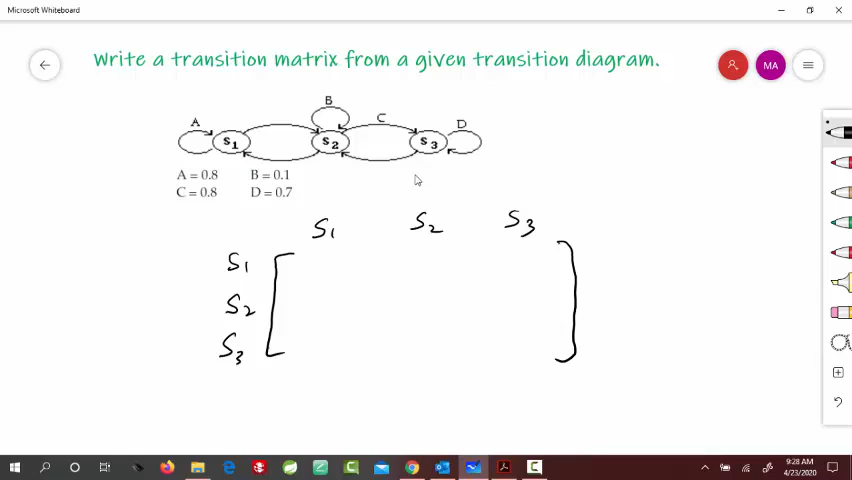 Microsoft Whiteboard
Write a transition matrix from a given transition diagram.
MA
B
A C D
S1 S2 S3
A = 0.8 B = 0.1
C = 0.8 D = 0.7
S1 S2 S3
S1
S2
S3
9:28 AM
4/23/2020